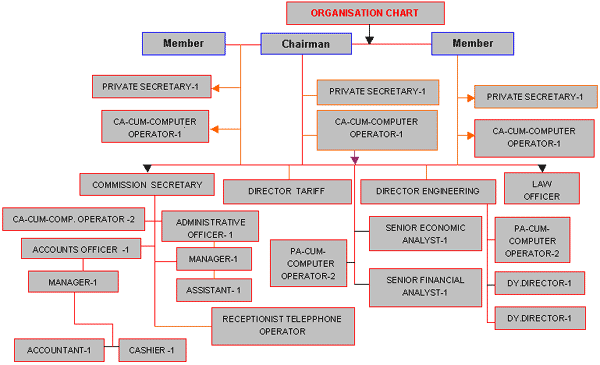 ORGANISATION CHART
Member
Chairman
Member
PRIVATE SECRETARY-1
PRIVATE SECRETARY-1
PRIVATE SECRETARY-1
CA-CUM-COMPUTER
OPERATOR-1
CA-CUM-COMPUTER
OPERATOR-1
CA-CUM-COMPUTER
OPERATOR-1
COMMISSION SECRETARY
DIRECTOR TARIFF
DIRECTOR ENGINEERING
LAW
OFFICER
CA-CUM-COMP. OPERATOR -2
ADMINISTRATIVE
OFFICER- 1
SENIOR ECONOMIC
ANALYST-1
PA-CUM-
COMPUTER
OPERATOR-2
ACCOUNTS OFFICER -1
MANAGER-1
PA-CUM-
COMPUTER
OPERATOR-2
MANAGER-1
ASSISTANT- 1
SENIOR FINANCIAL
ANALYST-1
DY.DIRECTOR-1
RECEPTIONIST TELEPPHONE
OPERATOR
DY.DIRECTOR-1
ACCOUNTANT-1
CASHIER -1